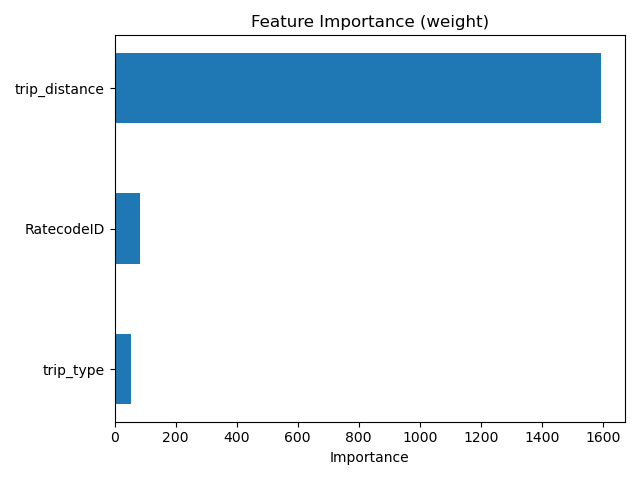 Feature Importance (weight)
trip_distance
RatecodeID
trip_type
0 200 400 600 800 1000 1200 1400 1600
Importance